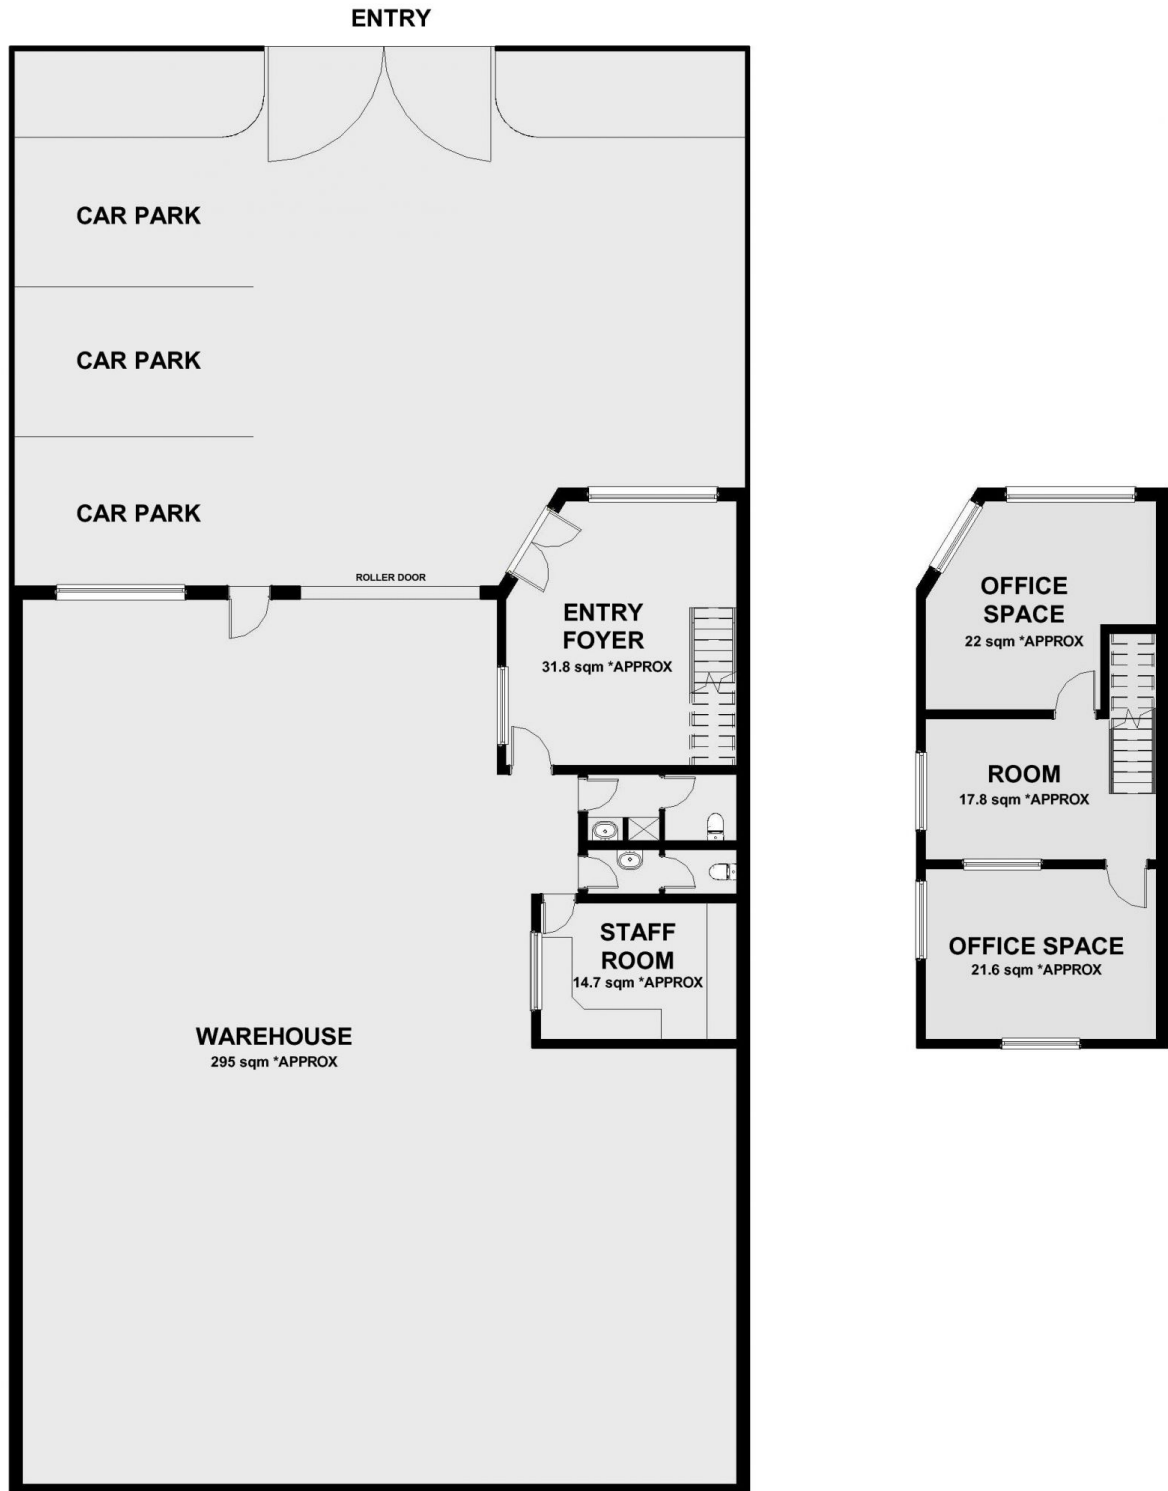 ENTRY
CAR PARK
CAR PARK
CAR PARK
ROLLER DOOR
ENTRY
FOYER
31.8 sqm *APPROX
STAFF
ROOM
14.7 sqm *APPROX
WAREHOUSE
295 sqm *APPROX
OFFICE
SPACE
22 sqm *APPROX
ROOM
17.8 sqm *APPROX
OFFICE SPACE
21.6 sqm *APPROX